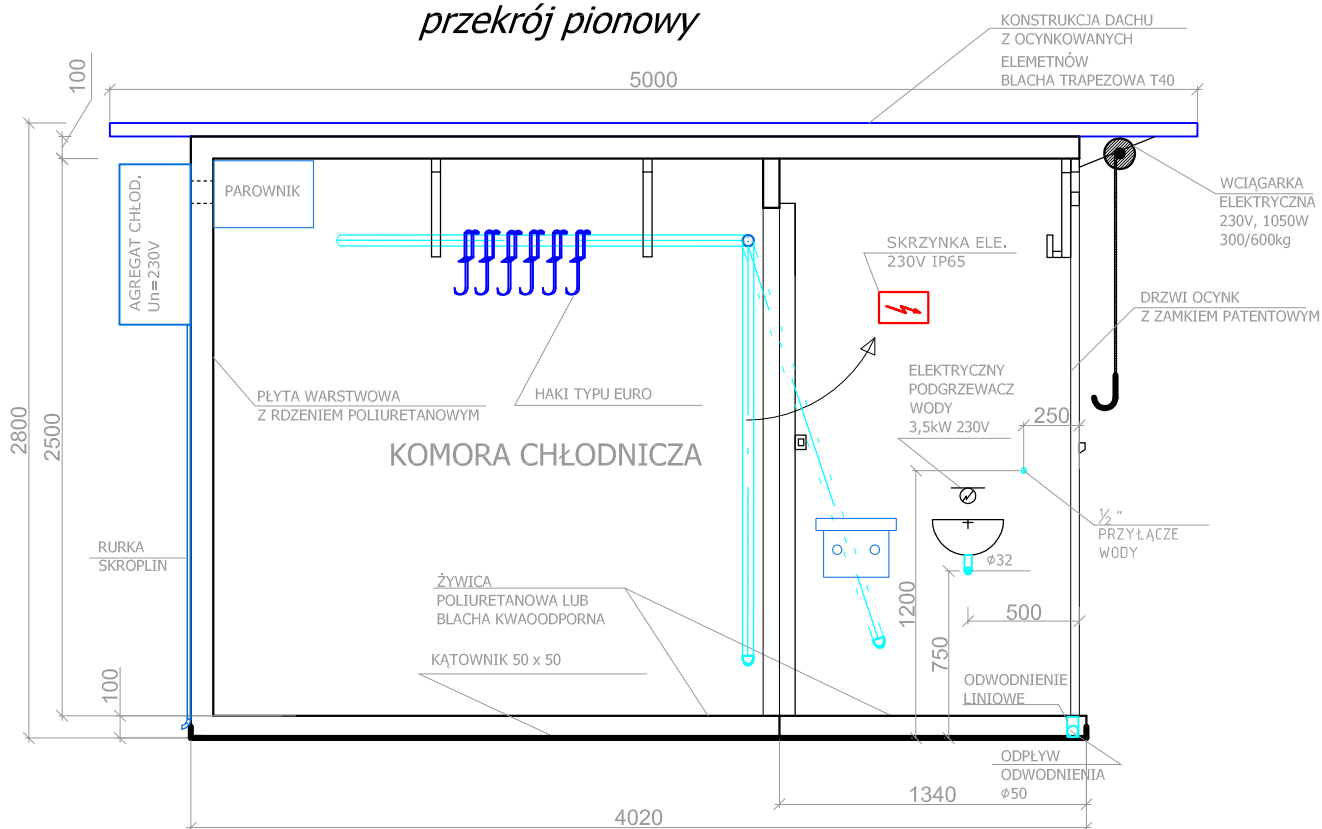 przekrój pionowy
KONSTRUKCJA DACHU
Z OCYNKOWANYCH
ELEMETNÓW
BLACHA TRAPEZOWA T40
5000
100
AGREGAT CHŁOD.
Un=230V
PAROWNIK
WCIĄGARKA
ELEKTRYCZNA
230V, 1050W
300/600kg
SKRZYNKA ELE.
230V IP65
DRZWI OCYNK
Z ZAMKIEM PATENTOWYM
PŁYTA WARSTWOWA
Z RDZENIEM POLIURETANOWYM
HAKI TYPU EURO
ELEKTRYCZNY
PODGRZEWACZ
WODY
3,5kW 230V
250
2800
2500
KOMORA CHŁODNICZA
½ "
PRZYŁĄCZE
WODY
RURKA
SKROPLIN
ø32
ŻYWICA
POLIURETANOWA LUB
BLACHA KWAOODPORNA
1200
500
750
KĄTOWNIK 50 x 50
100
ODWODNIENIE
LINIOWE
ODPŁYW
ODWODNIENIA
ø50
1340
4020